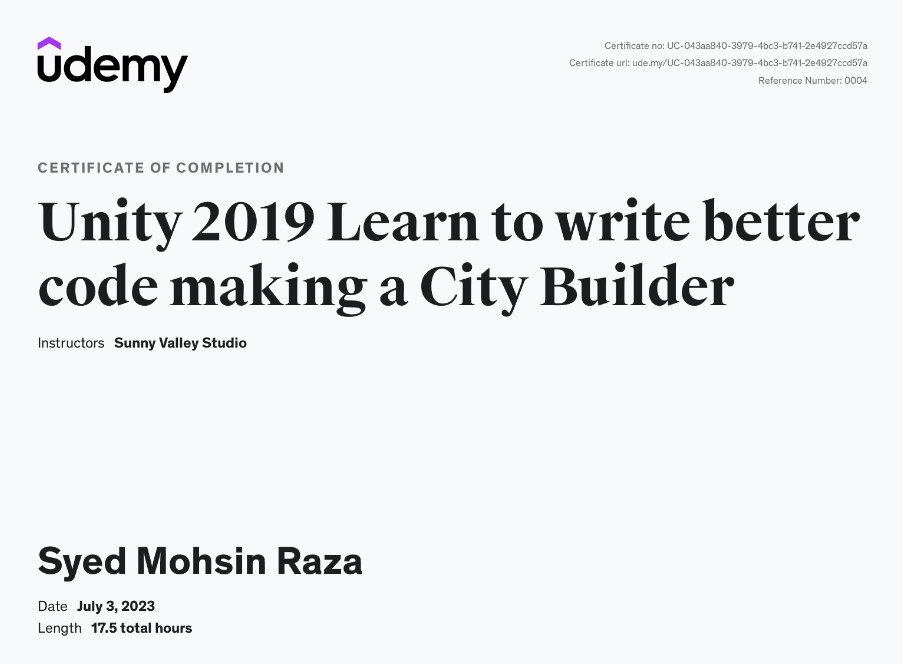 udemy
Certificate no: UC-043aa840-3979-4bc3-b741-2e4927ccd57a
Certificate url: ude.my/UC-043aa840-3979-4bc3-b741-2e4927ccd57a
Reference Number: 0004
CERTIFICATE OF COMPLETION
Unity 2019 Learn to write better
code making a City Builder
Instructors Sunny Valley Studio
Syed Mohsin Raza
Date July 3, 2023
Length 17.5 total hours